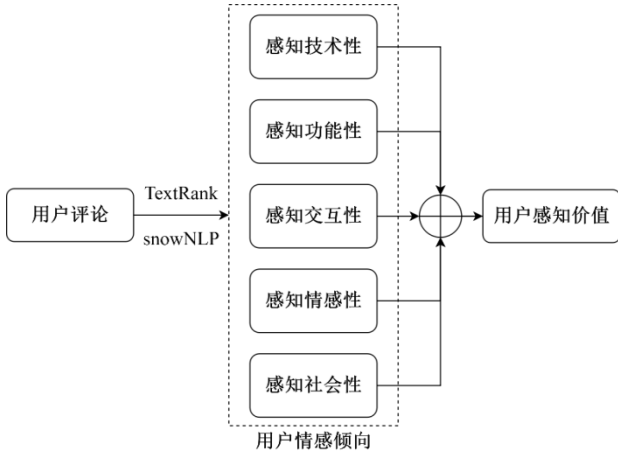 感知技术性
感知功能性
用户评论
TextRank
snowNLP
感知交互性
用户感知价值
感知情感性
感知社会性
用户情感倾向